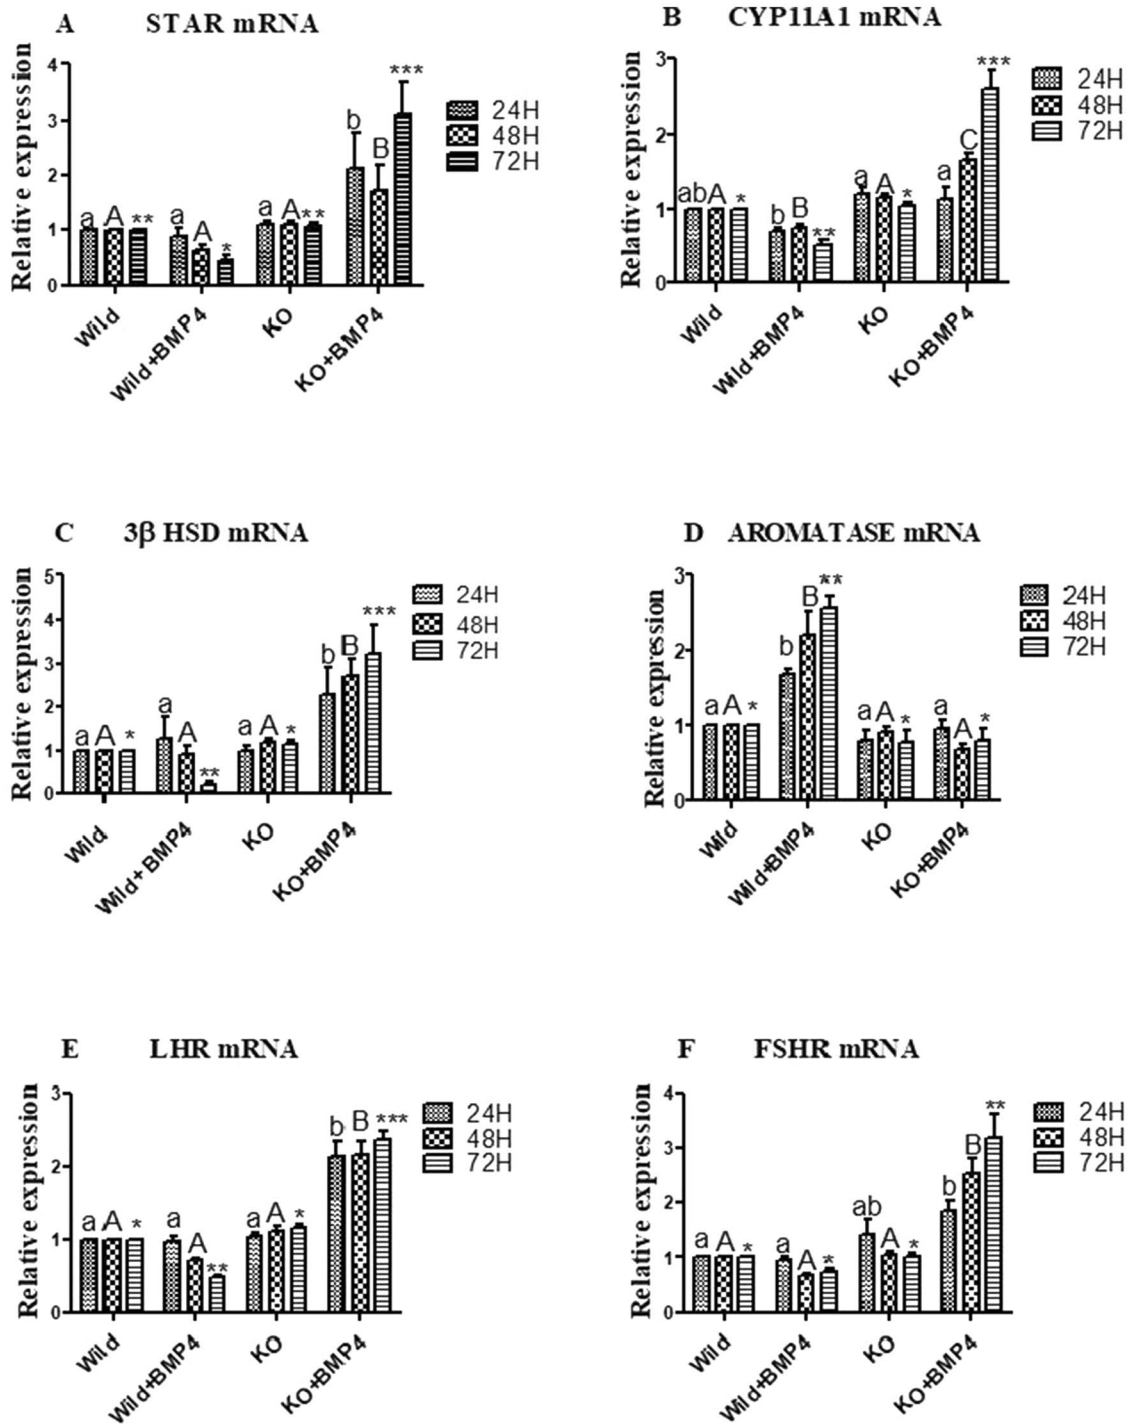 A STAR mRNA
Relative expression
4
3
2
1
0
a A **
a A *
a A **
b B ***
Wild
Wild+BMP4
KO
KO+BMP4
24H
48H
72H
B CYP11A1 mRNA
Relative expression
3
2
1
0
ab A *
b B **
a A *
a C ***
Wild
Wild+BMP4
KO
KO+BMP4
24H
48H
72H
C 3β HSD mRNA
Relative expression
5
4
3
2
1
0
a A *
a A **
a A *
b B ***
Wild
Wild+BMP4
KO
KO+BMP4
24H
48H
72H
D AROMATASE mRNA
Relative expression
3
2
1
0
a A *
b B **
a A *
a A *
Wild
Wild+BMP4
KO
KO+BMP4
24H
48H
72H
E LHR mRNA
Relative expression
3
2
1
0
a A *
a A **
a A *
b B ***
Wild
Wild+BMP4
KO
KO+BMP4
24H
48H
72H
F FSHR mRNA
Relative expression
4
3
2
1
0
a A *
a A *
ab A *
b B **
Wild
Wild+BMP4
KO
KO+BMP4
24H
48H
72H